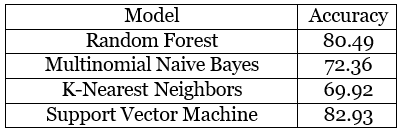 Model Accuracy
Random Forest 80.49
Multinomial Naive Bayes 72.36
K-Nearest Neighbors 69.92
Support Vector Machine 82.93